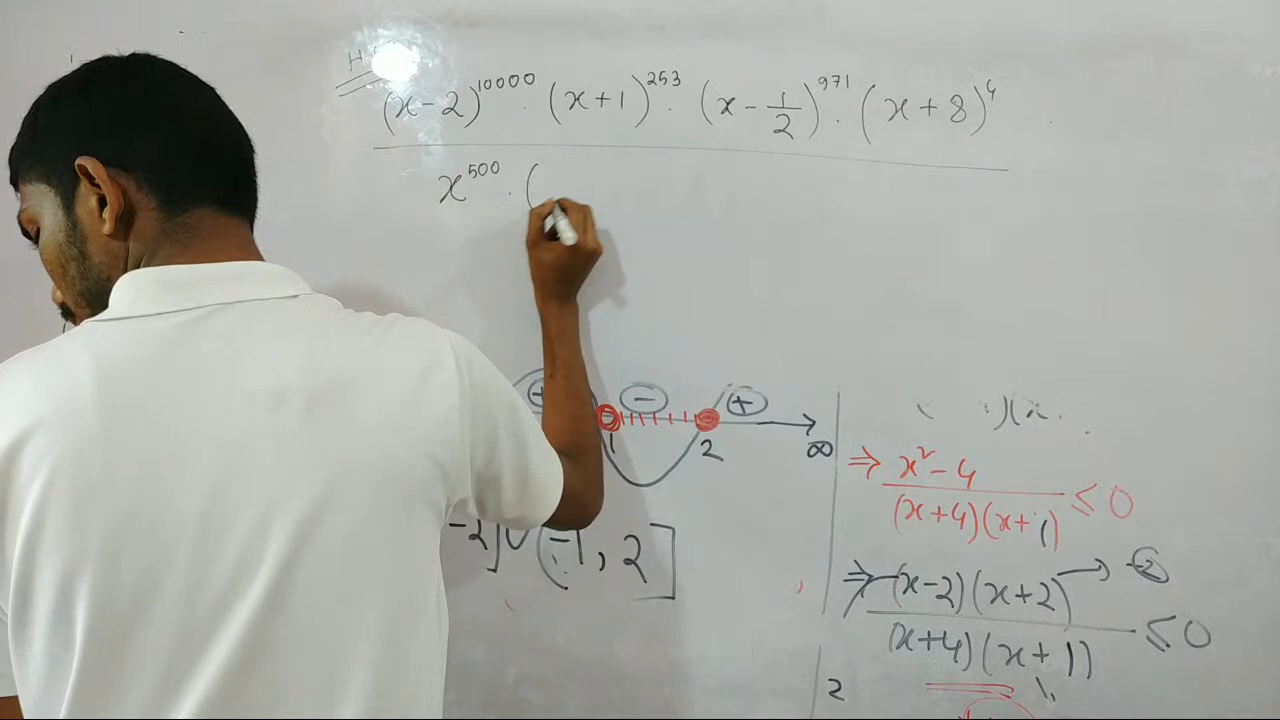 (x-2)^10000 . (x+1)^253 . (x - 1/2)^971 . (x+8)^4
x^500 . (
+ - +
1 2 ∞
-2] ∪ (-1, 2]
)(x
⇒ x²-4 / (x+4)(x+1) ≤ 0
⇒ (x-2)(x+2) / (x+4)(x+1) ≤ 0
2